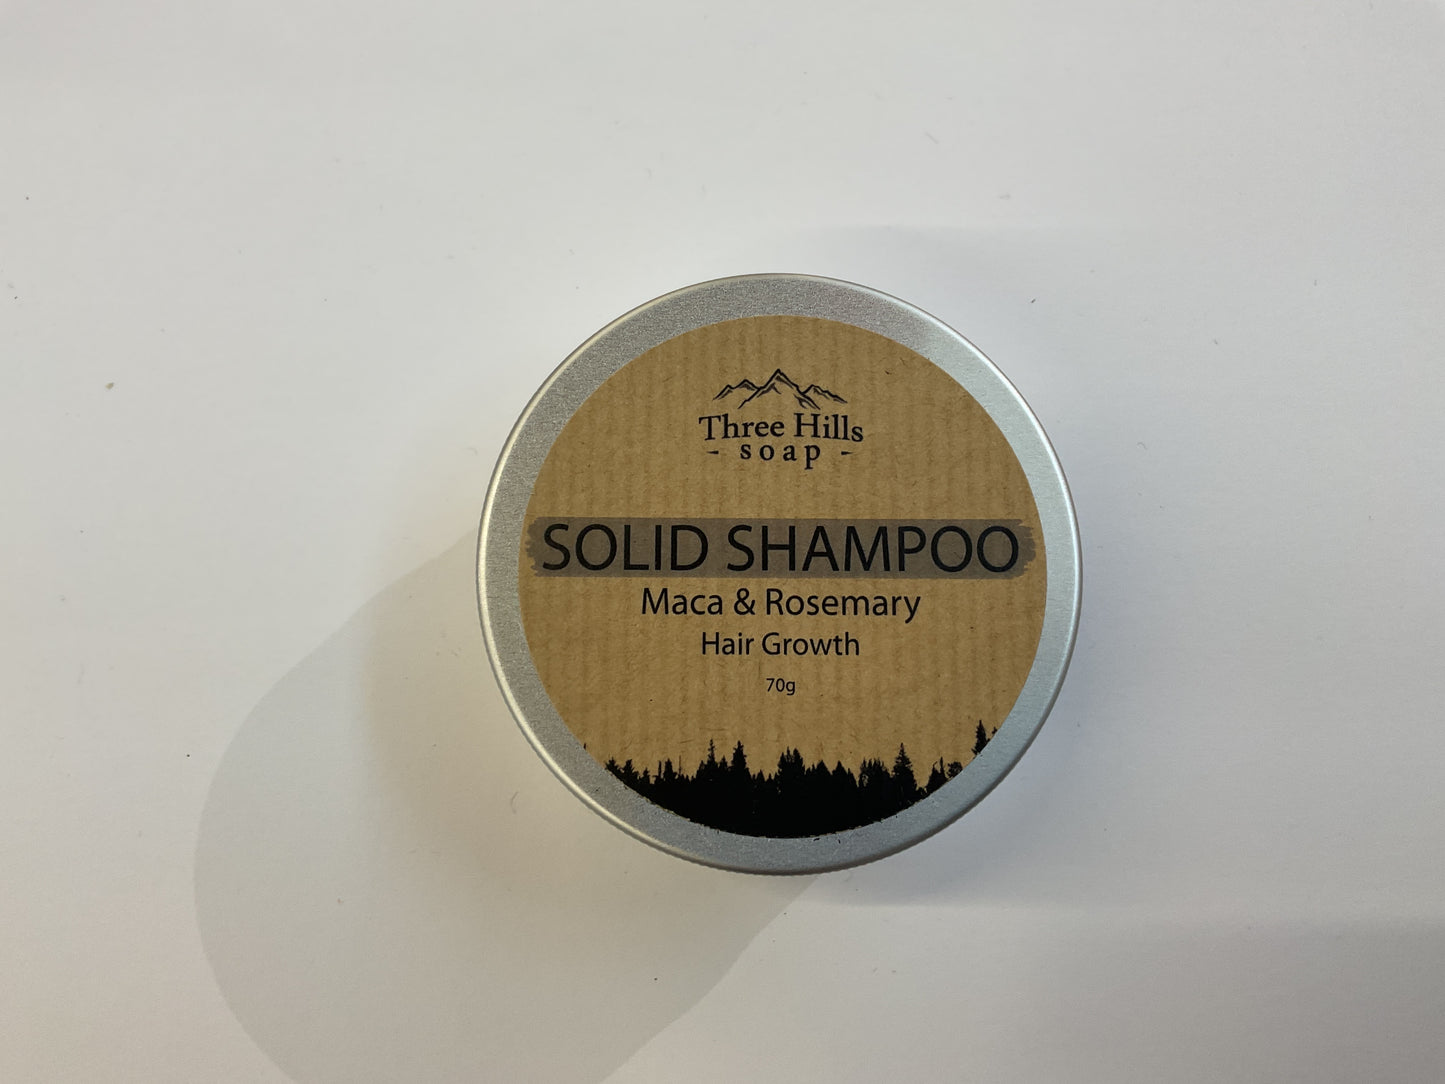 Three Hills
- soap -
SOLID SHAMPOO
Maca & Rosemary
Hair Growth
70g